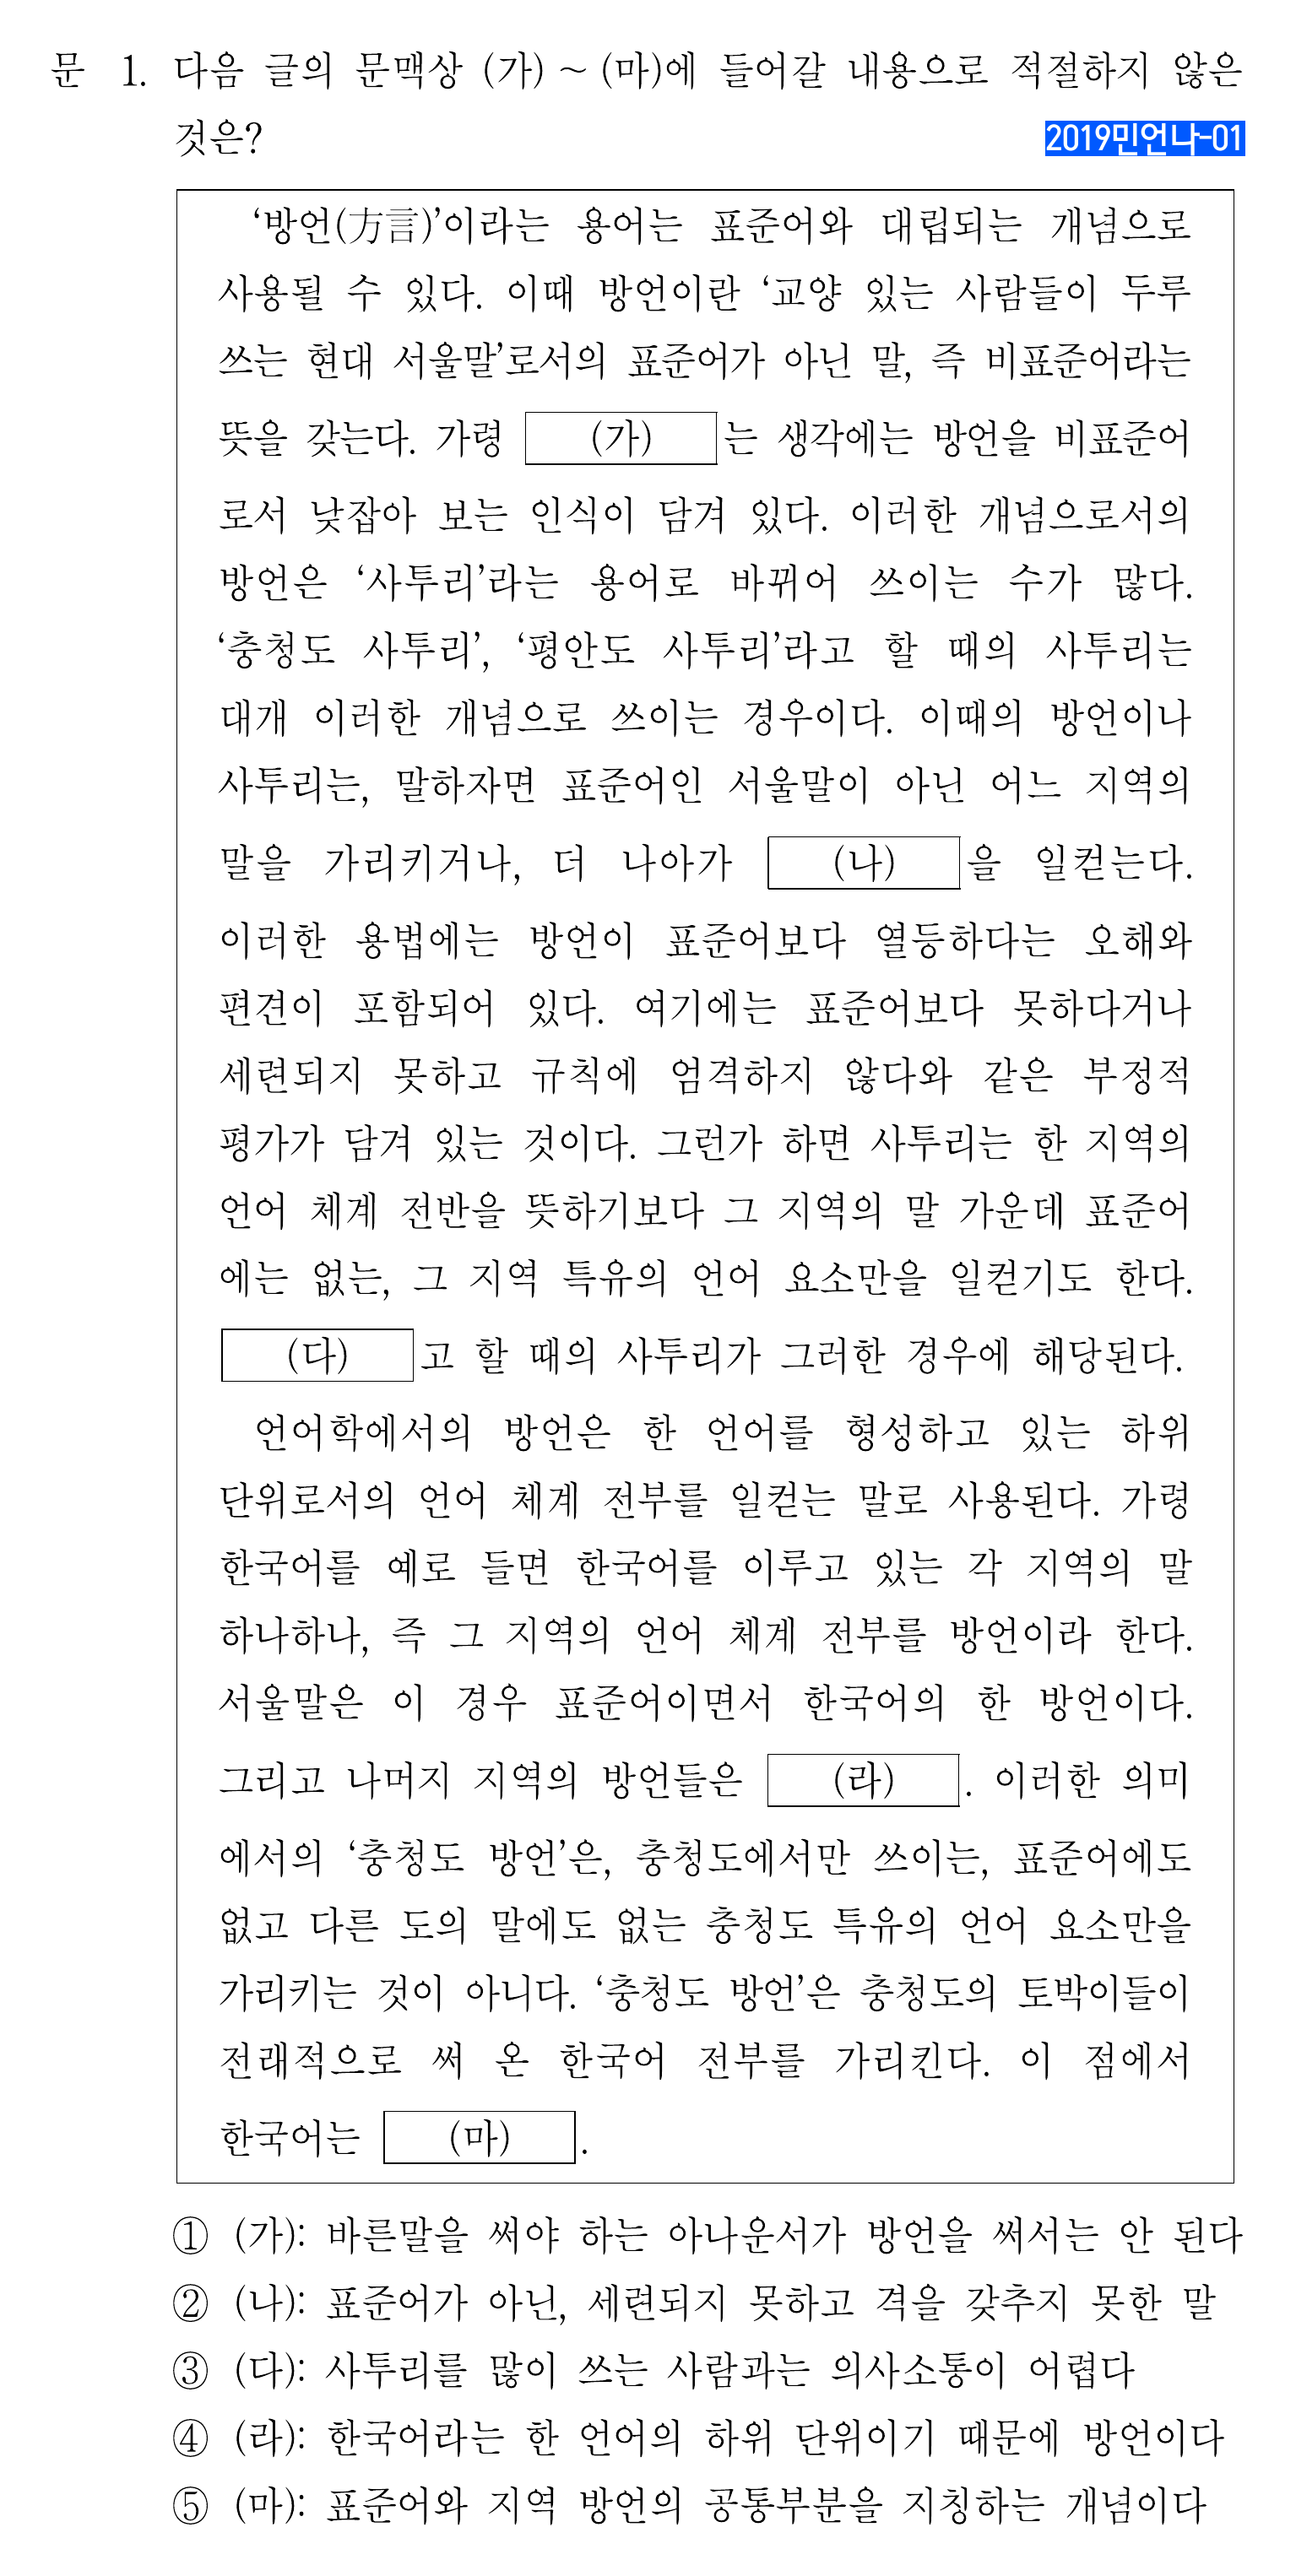 문 1. 다음 글의 문맥상 (가) ~ (마)에 들어갈 내용으로 적절하지 않은
것은?
2019민언나-01
‘방언(方言)’이라는 용어는 표준어와 대립되는 개념으로
사용될 수 있다. 이때 방언이란 ‘교양 있는 사람들이 두루
쓰는 현대 서울말’로서의 표준어가 아닌 말, 즉 비표준어라는
뜻을 갖는다. 가령 (가) 는 생각에는 방언을 비표준어
로서 낮잡아 보는 인식이 담겨 있다. 이러한 개념으로서의
방언은 ‘사투리’라는 용어로 바뀌어 쓰이는 수가 많다.
‘충청도 사투리’, ‘평안도 사투리’라고 할 때의 사투리는
대개 이러한 개념으로 쓰이는 경우이다. 이때의 방언이나
사투리는, 말하자면 표준어인 서울말이 아닌 어느 지역의
말을 가리키거나, 더 나아가 (나) 을 일컫는다.
이러한 용법에는 방언이 표준어보다 열등하다는 오해와
편견이 포함되어 있다. 여기에는 표준어보다 못하다거나
세련되지 못하고 규칙에 엄격하지 않다와 같은 부정적
평가가 담겨 있는 것이다. 그런가 하면 사투리는 한 지역의
언어 체계 전반을 뜻하기보다 그 지역의 말 가운데 표준어
에는 없는, 그 지역 특유의 언어 요소만을 일컫기도 한다.
(다) 고 할 때의 사투리가 그러한 경우에 해당된다.
언어학에서의 방언은 한 언어를 형성하고 있는 하위
단위로서의 언어 체계 전부를 일컫는 말로 사용된다. 가령
한국어를 예로 들면 한국어를 이루고 있는 각 지역의 말
하나하나, 즉 그 지역의 언어 체계 전부를 방언이라 한다.
서울말은 이 경우 표준어이면서 한국어의 한 방언이다.
그리고 나머지 지역의 방언들은 (라) . 이러한 의미
에서의 ‘충청도 방언’은, 충청도에서만 쓰이는, 표준어에도
없고 다른 도의 말에도 없는 충청도 특유의 언어 요소만을
가리키는 것이 아니다. ‘충청도 방언’은 충청도의 토박이들이
전래적으로 써 온 한국어 전부를 가리킨다. 이 점에서
한국어는 (마) .
① (가): 바른말을 써야 하는 아나운서가 방언을 써서는 안 된다
② (나): 표준어가 아닌, 세련되지 못하고 격을 갖추지 못한 말
③ (다): 사투리를 많이 쓰는 사람과는 의사소통이 어렵다
④ (라): 한국어라는 한 언어의 하위 단위이기 때문에 방언이다
⑤ (마): 표준어와 지역 방언의 공통부분을 지칭하는 개념이다